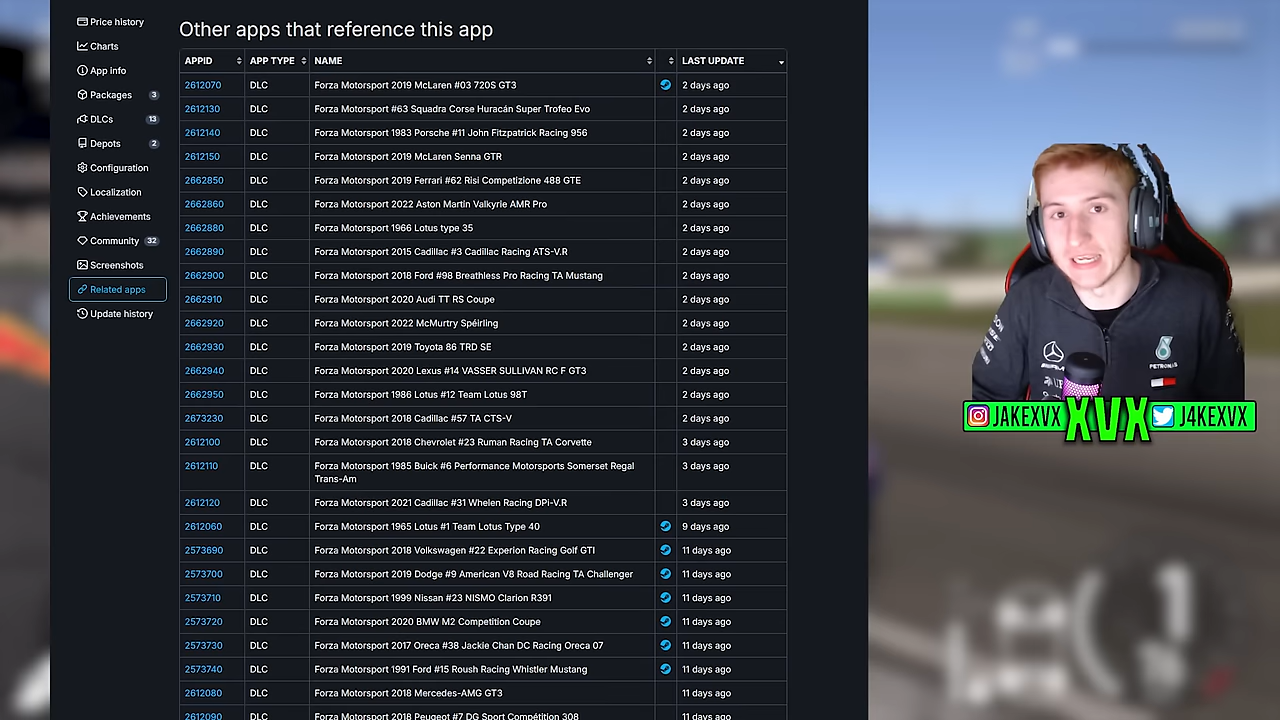 Price history
Charts
App info
Packages 3
DLCs 13
Depots 2
Configuration
Localization
Achievements
Community 32
Screenshots
Related apps
Update history
Other apps that reference this app
APPID APP TYPE NAME LAST UPDATE
2612070 DLC Forza Motorsport 2019 McLaren #03 720S GT3 2 days ago
2612130 DLC Forza Motorsport #63 Squadra Corse Huracán Super Trofeo Evo 2 days ago
2612140 DLC Forza Motorsport 1983 Porsche #11 John Fitzpatrick Racing 956 2 days ago
2612150 DLC Forza Motorsport 2019 McLaren Senna GTR 2 days ago
2662850 DLC Forza Motorsport 2019 Ferrari #62 Risi Competizione 488 GTE 2 days ago
2662860 DLC Forza Motorsport 2022 Aston Martin Valkyrie AMR Pro 2 days ago
2662880 DLC Forza Motorsport 1966 Lotus type 35 2 days ago
2662890 DLC Forza Motorsport 2015 Cadillac #3 Cadillac Racing ATS-V.R 2 days ago
2662900 DLC Forza Motorsport 2018 Ford #98 Breathless Pro Racing TA Mustang 2 days ago
2662910 DLC Forza Motorsport 2020 Audi TT RS Coupe 2 days ago
2662920 DLC Forza Motorsport 2022 McMurtry Spéirling 2 days ago
2662930 DLC Forza Motorsport 2019 Toyota 86 TRD SE 2 days ago
2662940 DLC Forza Motorsport 2020 Lexus #14 VASSER SULLIVAN RC F GT3 2 days ago
2662950 DLC Forza Motorsport 1986 Lotus #12 Team Lotus 98T 2 days ago
2673230 DLC Forza Motorsport 2018 Cadillac #57 TA CTS-V 2 days ago
2612100 DLC Forza Motorsport 2018 Chevrolet #23 Ruman Racing TA Corvette 3 days ago
2612110 DLC Forza Motorsport 1985 Buick #6 Performance Motorsports Somerset Regal 3 days ago
Trans-Am
2612120 DLC Forza Motorsport 2021 Cadillac #31 Whelen Racing DPi-V.R 3 days ago
2612060 DLC Forza Motorsport 1965 Lotus #1 Team Lotus Type 40 9 days ago
2573690 DLC Forza Motorsport 2018 Volkswagen #22 Experion Racing Golf GTI 11 days ago
2573700 DLC Forza Motorsport 2019 Dodge #9 American V8 Road Racing TA Challenger 11 days ago
2573710 DLC Forza Motorsport 1999 Nissan #23 NISMO Clarion R391 11 days ago
2573720 DLC Forza Motorsport 2020 BMW M2 Competition Coupe 11 days ago
2573730 DLC Forza Motorsport 2017 Oreca #38 Jackie Chan DC Racing Oreca 07 11 days ago
2573740 DLC Forza Motorsport 1991 Ford #15 Roush Racing Whistler Mustang 11 days ago
2612080 DLC Forza Motorsport 2018 Mercedes-AMG GT3 11 days ago
2612090 DLC Forza Motorsport 2018 Peugeot #7 DG Sport Compétition 308 11 days ago
PETRONAS
JAKEXVX XVX J4KEXVX